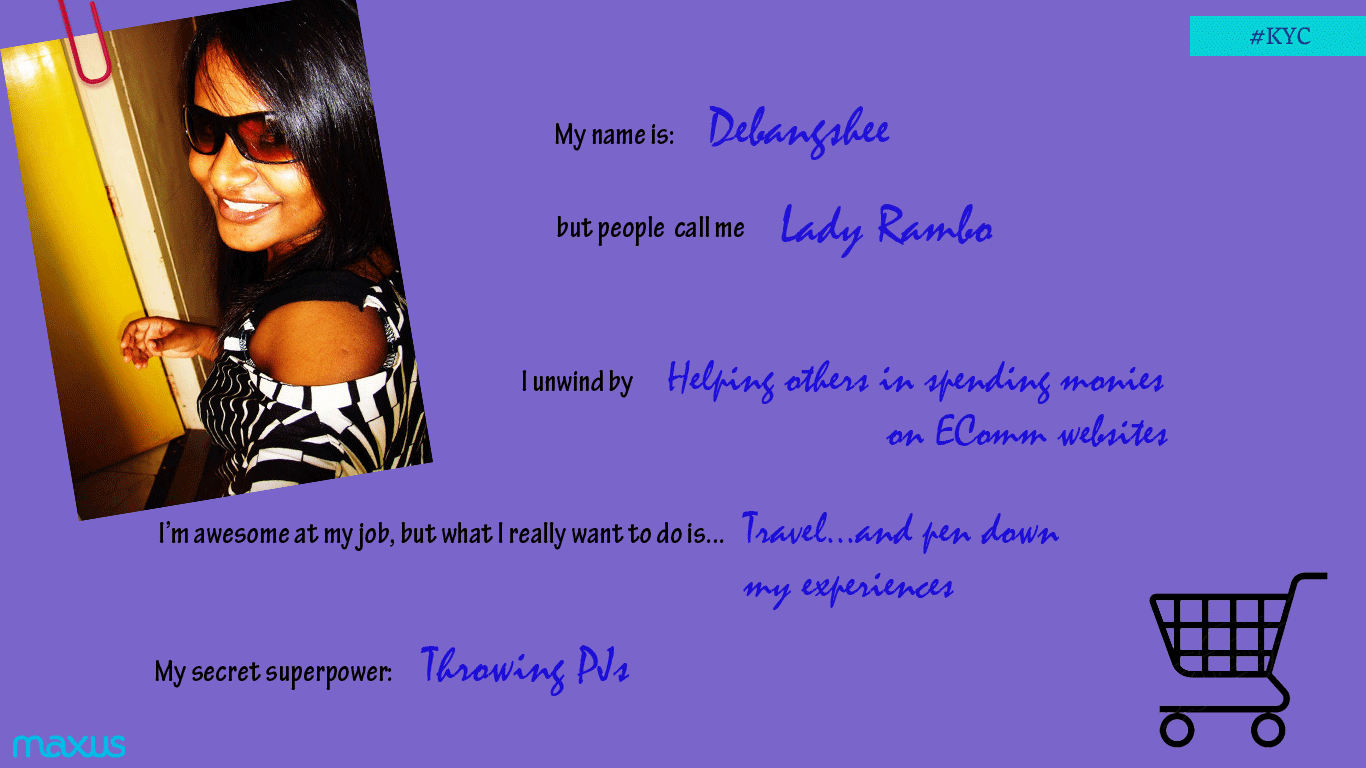 #KYC
My name is: Debangshee
but people call me Lady Rambo
I unwind by Helping others in spending monies
on EComm websites
I'm awesome at my job, but what I really want to do is... Travel...and pen down
my experiences
My secret superpower: Throwing PJs
maxus